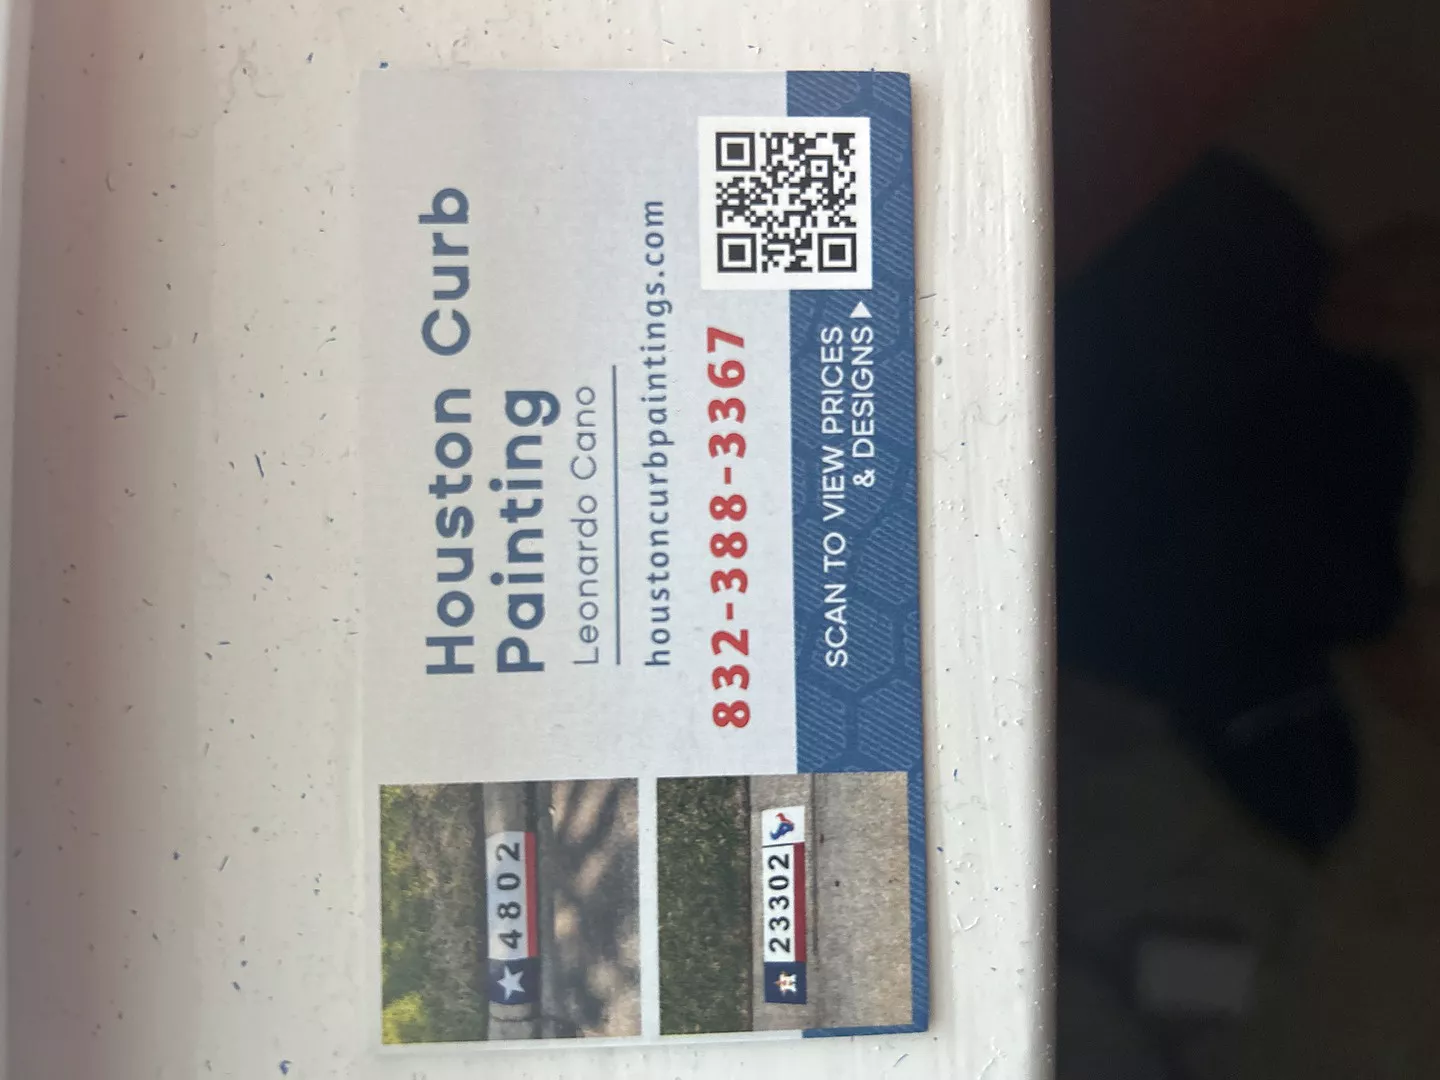 Houston Curb
Painting
Leonardo Cano
houstoncurbpaintings.com
832-388-3367
SCAN TO VIEW PRICES
& DESIGNS
4802
23302